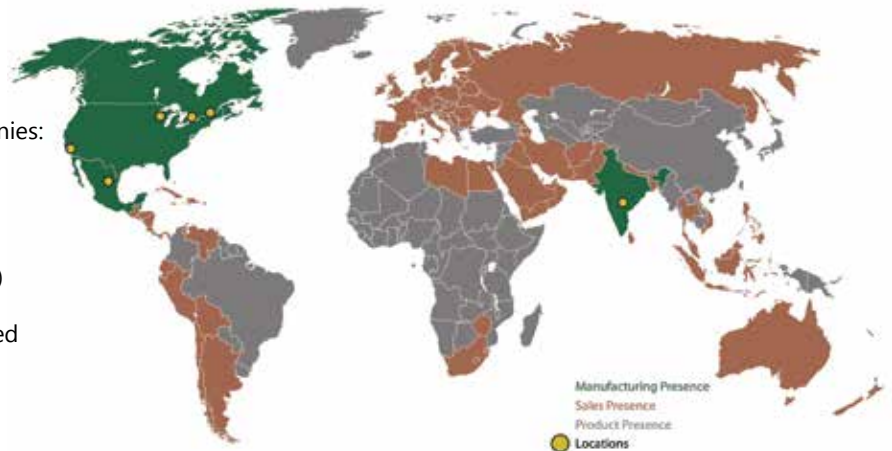 nies:
)
ed
Manufacturing Presence
Sales Presence
Product Presence
Locations